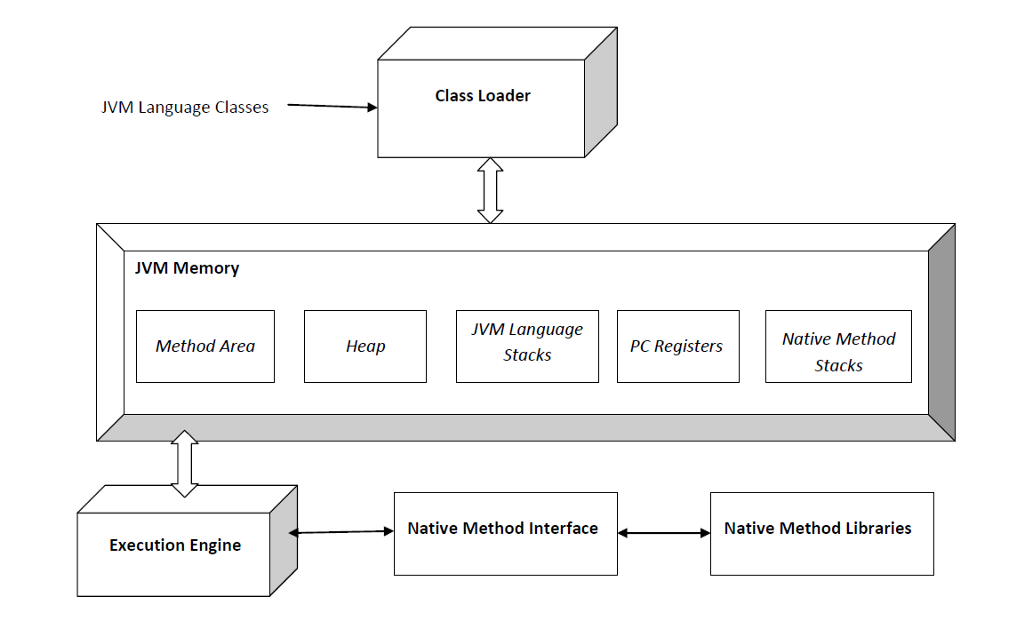 Class Loader
JVM Language Classes
JVM Memory
Method Area
Heap
JVM Language
Stacks
PC Registers
Native Method
Stacks
Execution Engine
Native Method Interface
Native Method Libraries